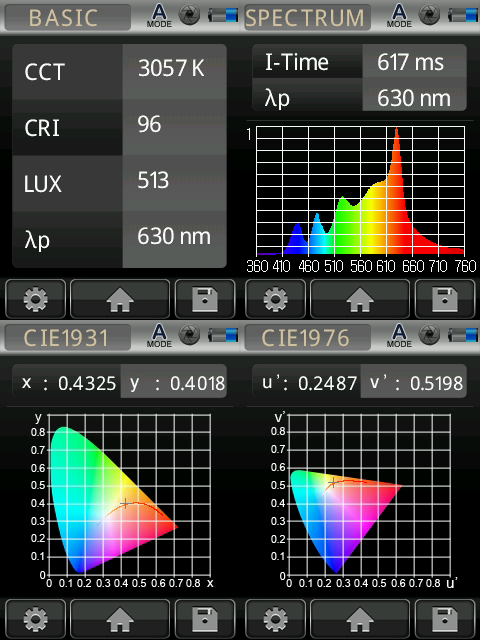 BASIC
A
MODE
CCT 3057 K
CRI 96
LUX 513
λp 630 nm
SPECTRUM
A
MODE
I-Time 617 ms
λp 630 nm
1
360 410 460 510 560 610 660 710 760
CIE1931
A
MODE
x : 0.4325 y : 0.4018
y
0.8
0.7
0.6
0.5
0.4
0.3
0.2
0.1
0
0 0.1 0.2 0.3 0.4 0.5 0.6 0.7 0.8 x
CIE1976
A
MODE
u': 0.2487 v': 0.5198
v'
0.8
0.7
0.6
0.5
0.4
0.3
0.2
0.1
0
0 0.1 0.2 0.3 0.4 0.5 0.6 0.7 0.8 u'